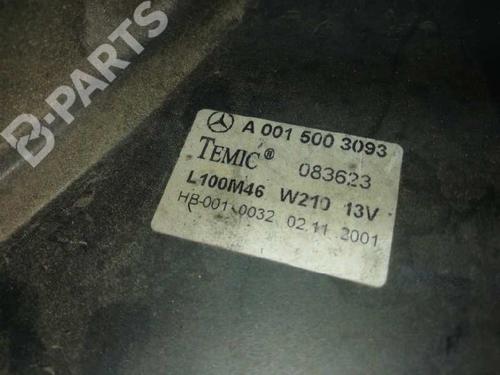 B-PARTS
A 001 500 3093
TEMIC® 083623
L100M46 W210 13V
HB-001-0032 02.11.2001